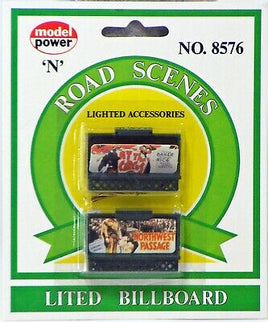 model
power
NO. 8576
'N'
ROAD SCENES
LIGHTED ACCESSORIES
NORTHWEST
PASSAGE
LITED BILLBOARD